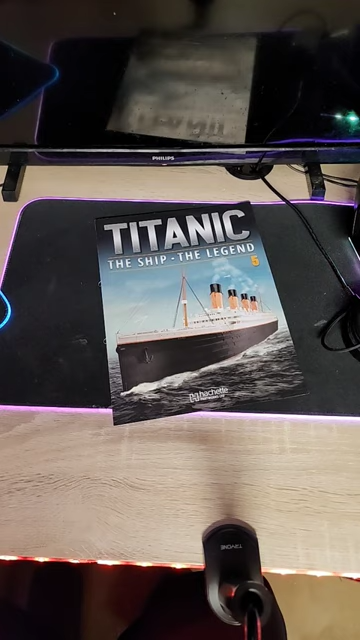 PHILIPS
TITANIC
THE SHIP - THE LEGEND
5
hachette